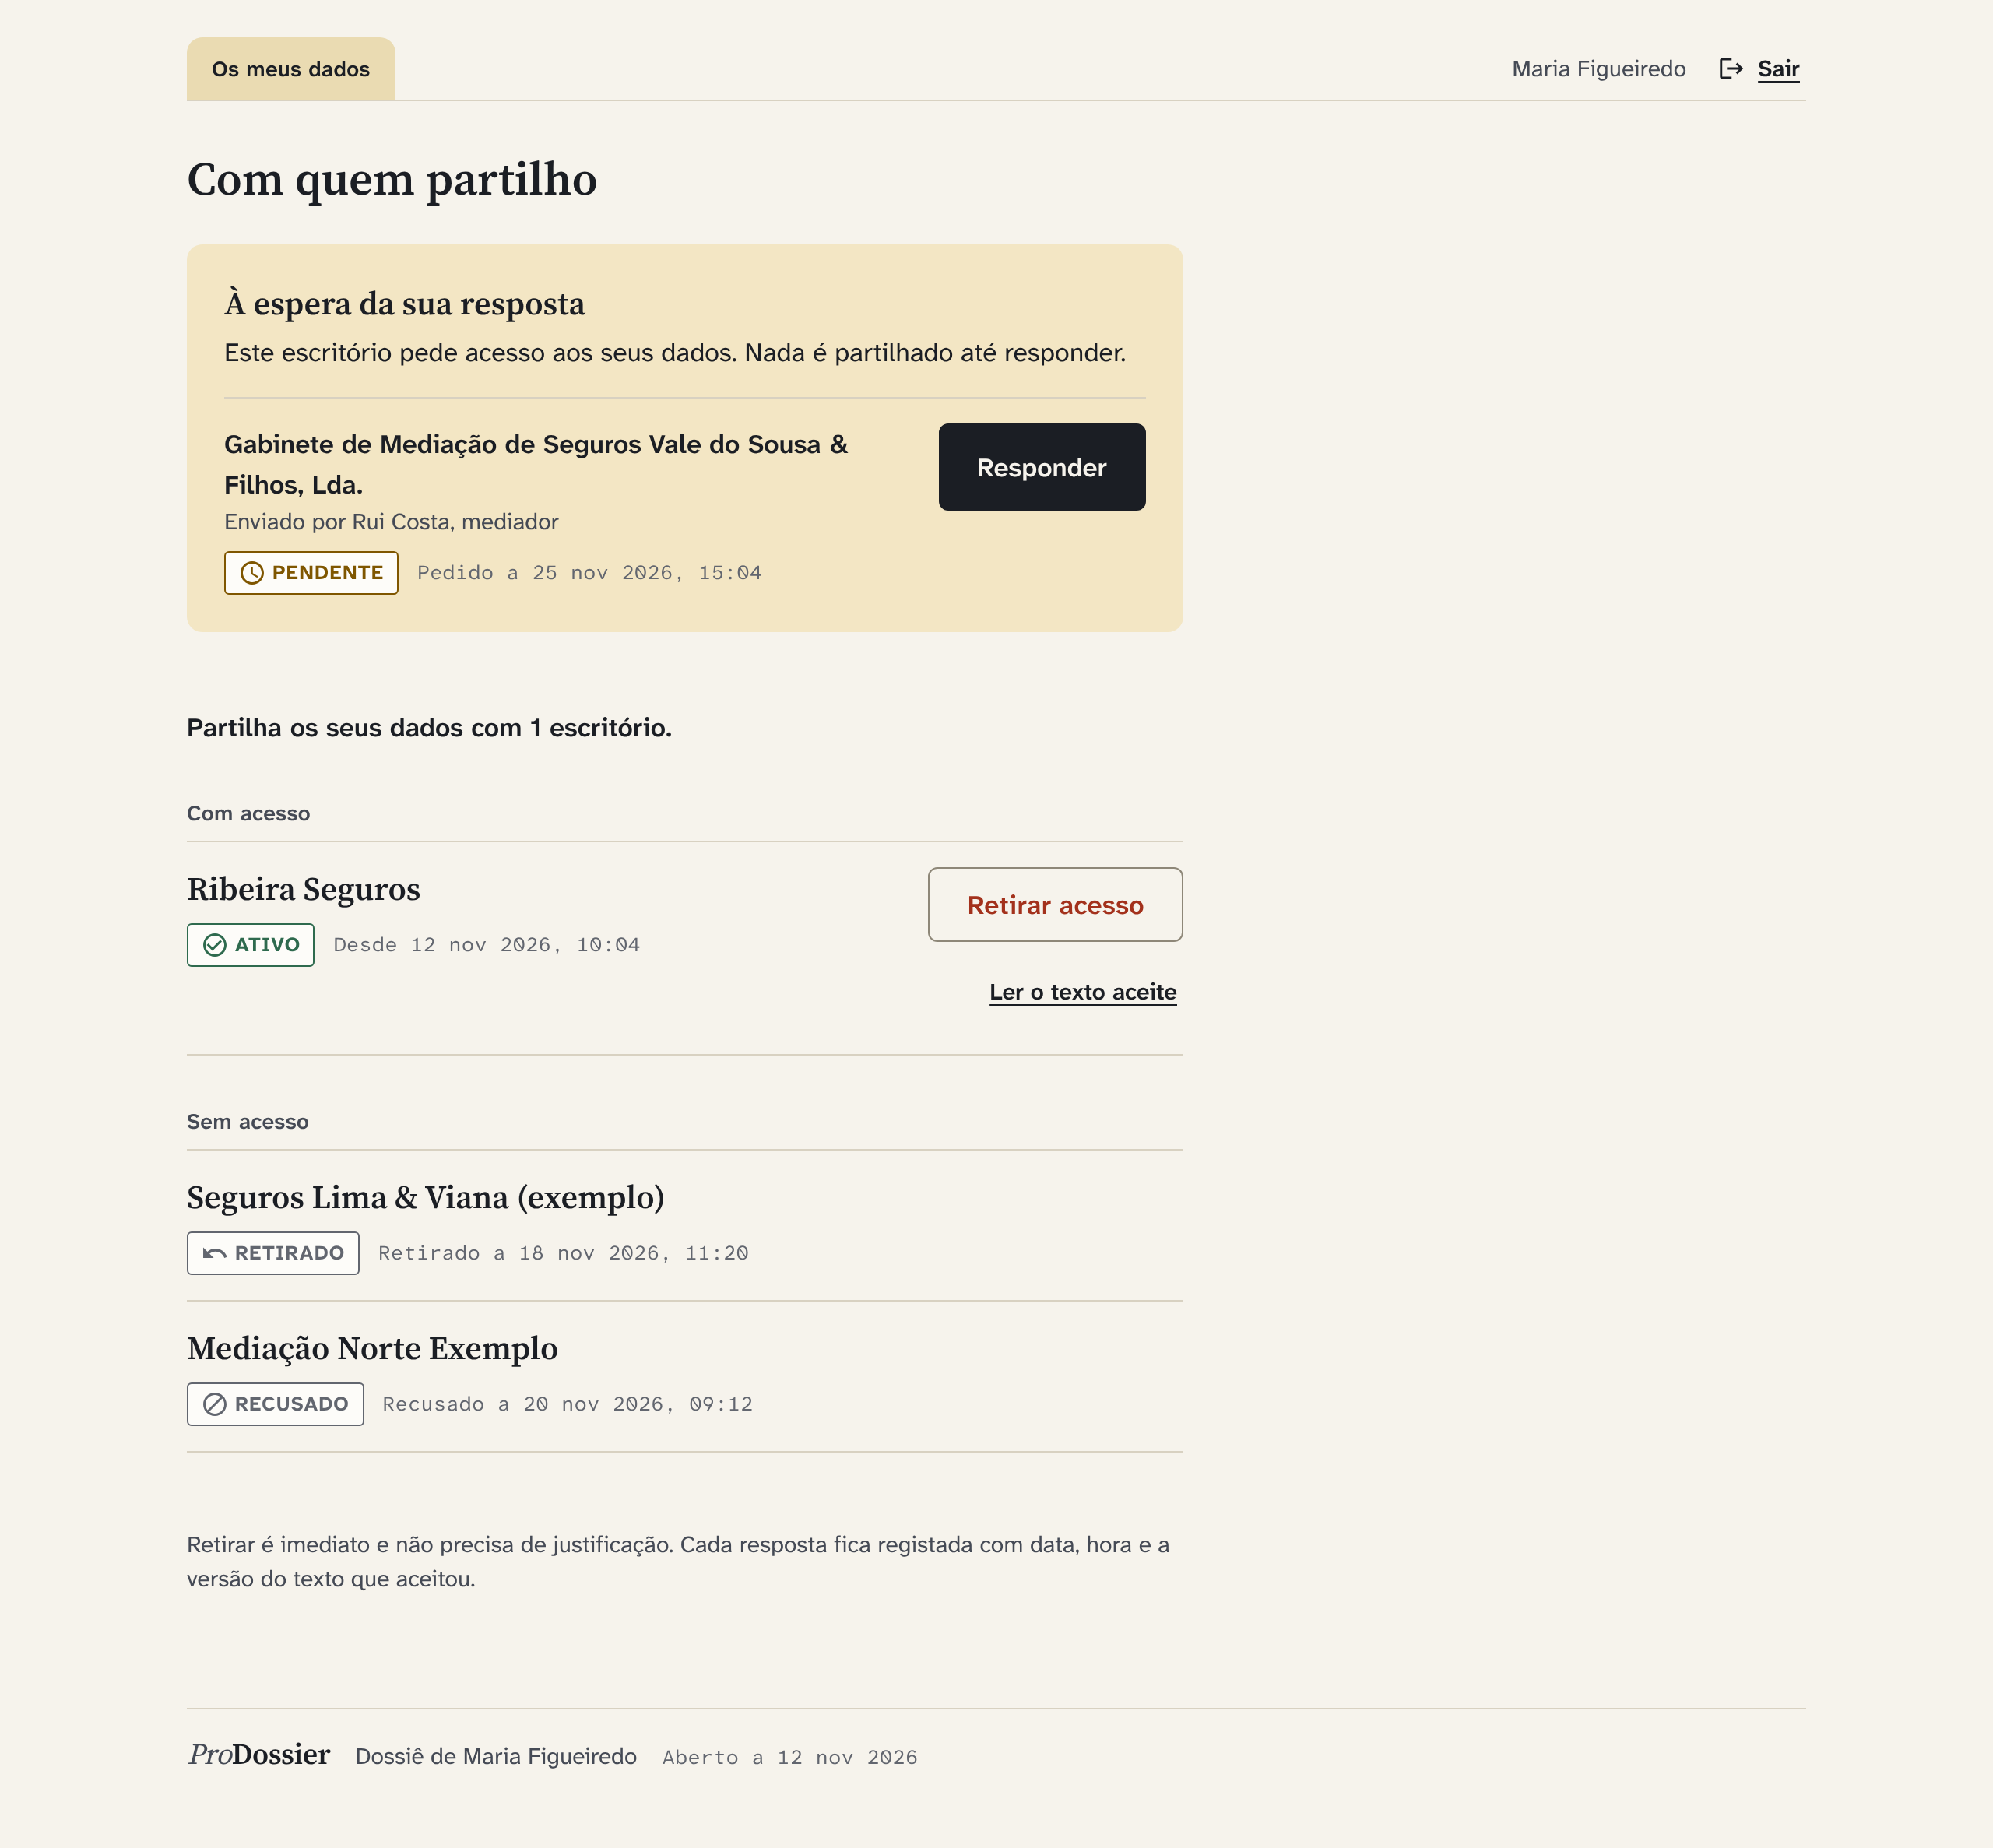 Os meus dados
Maria Figueiredo
Sair
Com quem partilho
À espera da sua resposta
Este escritório pede acesso aos seus dados. Nada é partilhado até responder.
Gabinete de Mediação de Seguros Vale do Sousa &
Filhos, Lda.
Responder
Enviado por Rui Costa, mediador
PENDENTE
Pedido a 25 nov 2026, 15:04
Partilha os seus dados com 1 escritório.
Com acesso
Ribeira Seguros
Retirar acesso
ATIVO
Desde 12 nov 2026, 10:04
Ler o texto aceite
Sem acesso
Seguros Lima & Viana (exemplo)
RETIRADO
Retirado a 18 nov 2026, 11:20
Mediação Norte Exemplo
RECUSADO
Recusado a 20 nov 2026, 09:12
Retirar é imediato e não precisa de justificação. Cada resposta fica registada com data, hora e a
versão do texto que aceitou.
ProDossier
Dossiê de Maria Figueiredo
Aberto a 12 nov 2026